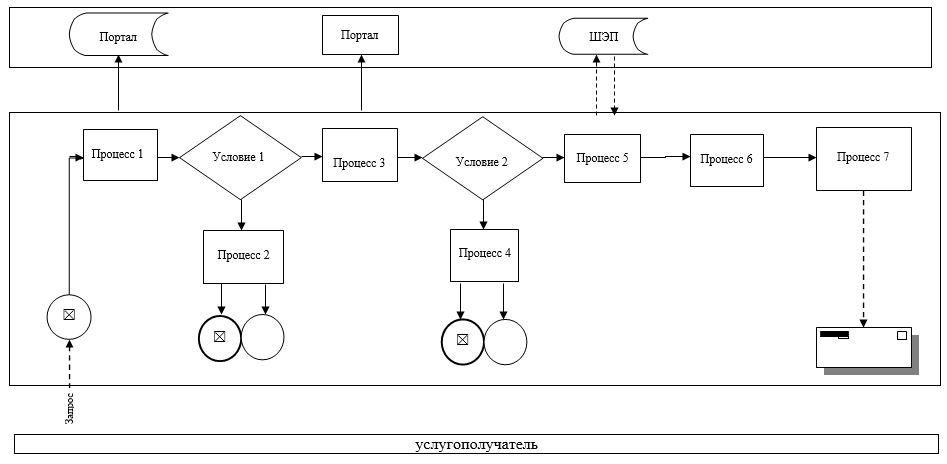 Портал
Портал
ШЭП
Процесс 1
Условие 1
Процесс 3
Условие 2
Процесс 5
Процесс 6
Процесс 7
Процесс 2
Процесс 4
Запрос
услугополучатель